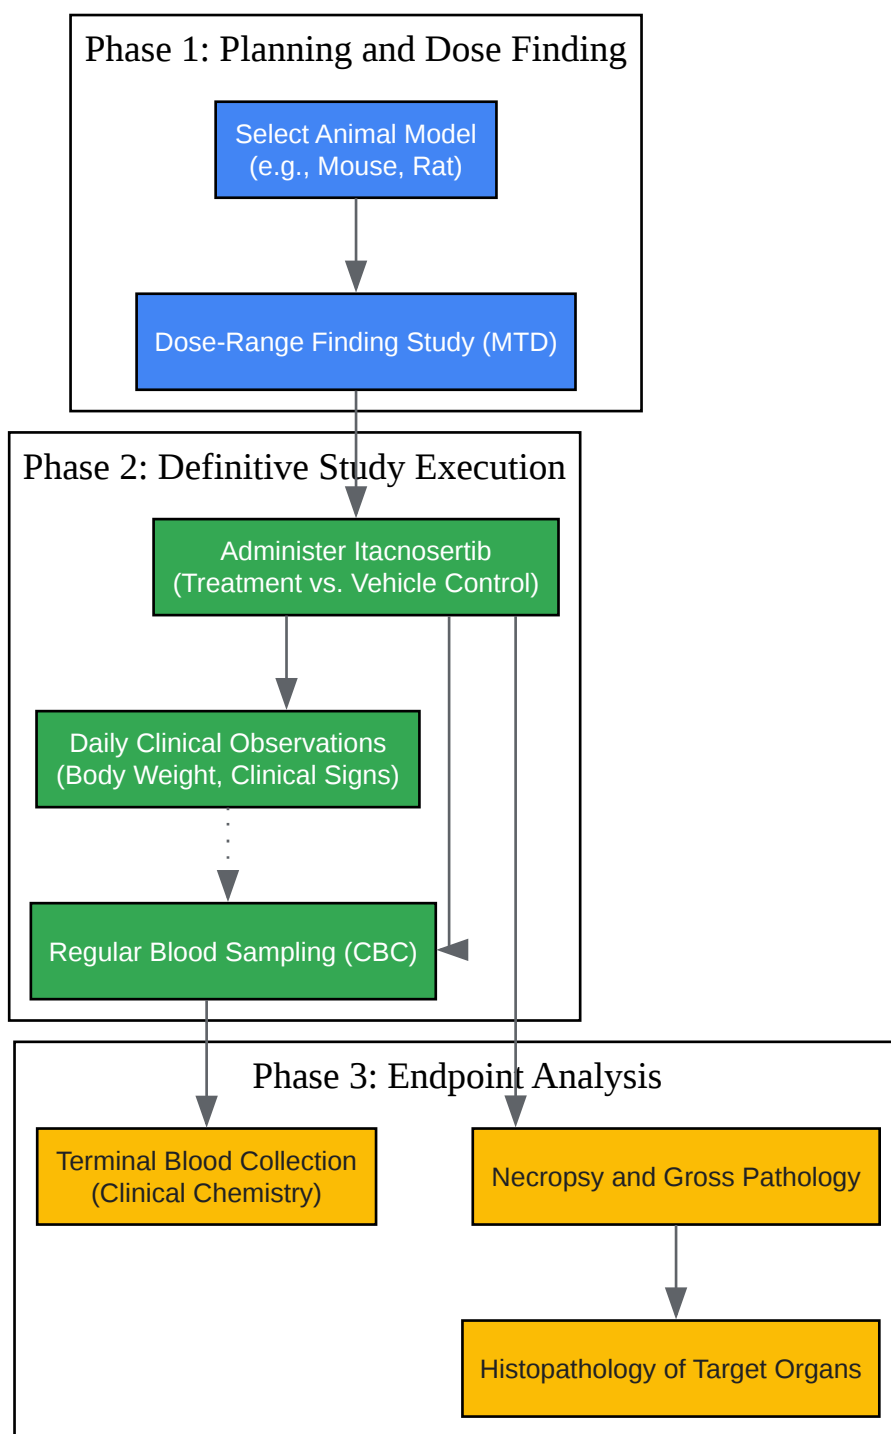 Phase 1: Planning and Dose Finding
Select Animal Model
(e.g., Mouse, Rat)
Dose-Range Finding Study (MTD)
Phase 2: Definitive Study Execution
Administer Itacnosertib
(Treatment vs. Vehicle Control)
Daily Clinical Observations
(Body Weight, Clinical Signs)
Regular Blood Sampling (CBC)
Phase 3: Endpoint Analysis
Terminal Blood Collection
(Clinical Chemistry)
Necropsy and Gross Pathology
Histopathology of Target Organs